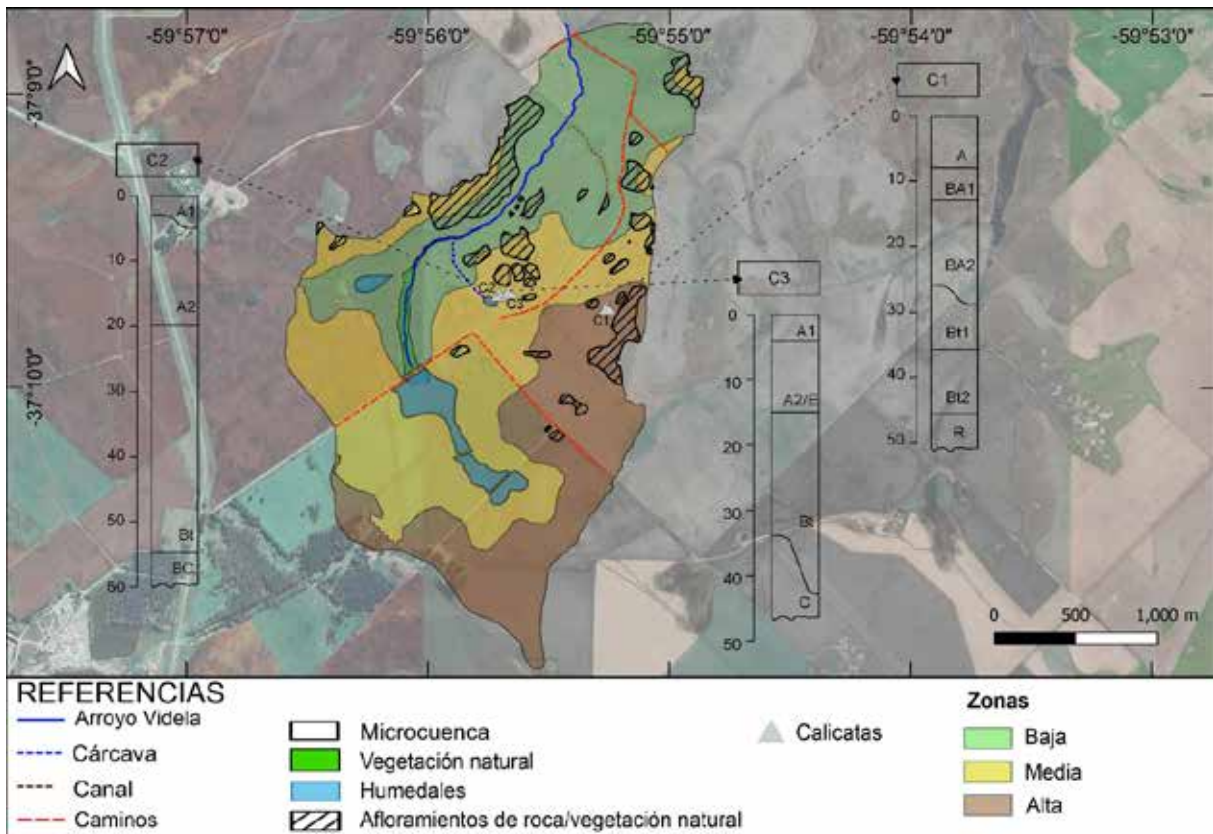 -59°57'0" -59°56'0" -59°55'0" -59°54'0" -59°53'0"
-37°9'0"
-37°10'0"
C2
0
10
20
30
40
50
60
A1
A2
Bt
BC
C1
0
10
20
30
40
50
A
BA1
BA2
Bt1
Bt2
R
C3
0
10
20
30
40
50
A1
A2/E
Bt
C
C2
C3
C1
0 500 1,000 m
REFERENCIAS
Arroyo Videla
Cárcava
Canal
Caminos
Microcuenca
Vegetación natural
Humedales
Afloramientos de roca/vegetación natural
Calicatas
Zonas
Baja
Media
Alta